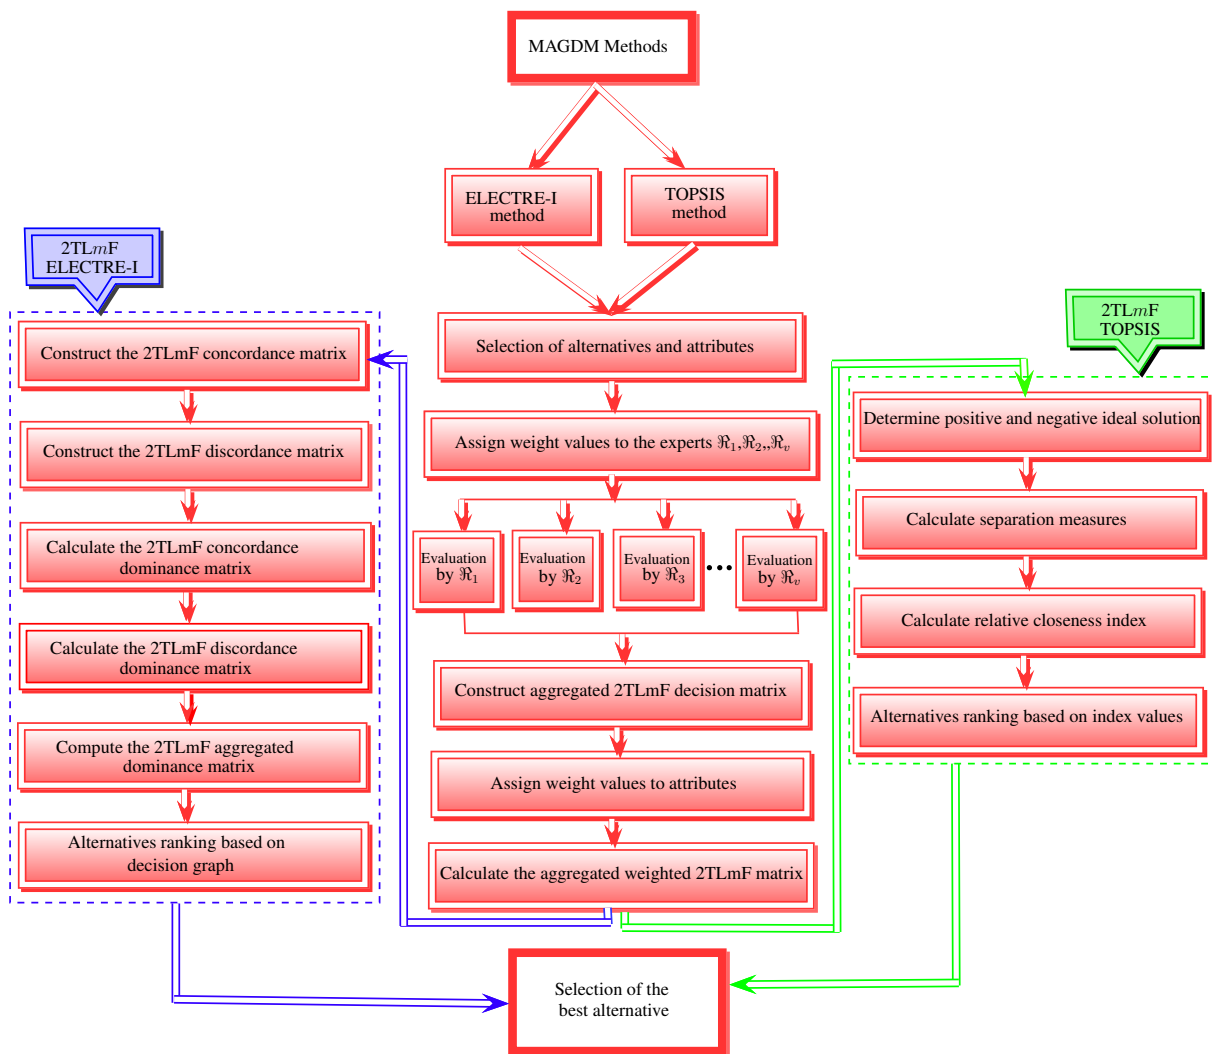 MAGDM Methods
ELECTRE-I
method
TOPSIS
method
2TLmF
ELECTRE-I
Construct the 2TLmF concordance matrix
Construct the 2TLmF discordance matrix
Calculate the 2TLmF concordance
dominance matrix
Calculate the 2TLmF discordance
dominance matrix
Compute the 2TLmF aggregated
dominance matrix
Alternatives ranking based on
decision graph
Selection of alternatives and attributes
Assign weight values to the experts ℜ₁,ℜ₂,,ℜᵥ
Evaluation
by ℜ₁
Evaluation
by ℜ₂
Evaluation
by ℜ₃
•••
Evaluation
by ℜᵥ
Construct aggregated 2TLmF decision matrix
Assign weight values to attributes
Calculate the aggregated weighted 2TLmF matrix
2TLmF
TOPSIS
Determine positive and negative ideal solution
Calculate separation measures
Calculate relative closeness index
Alternatives ranking based on index values
Selection of the
best alternative